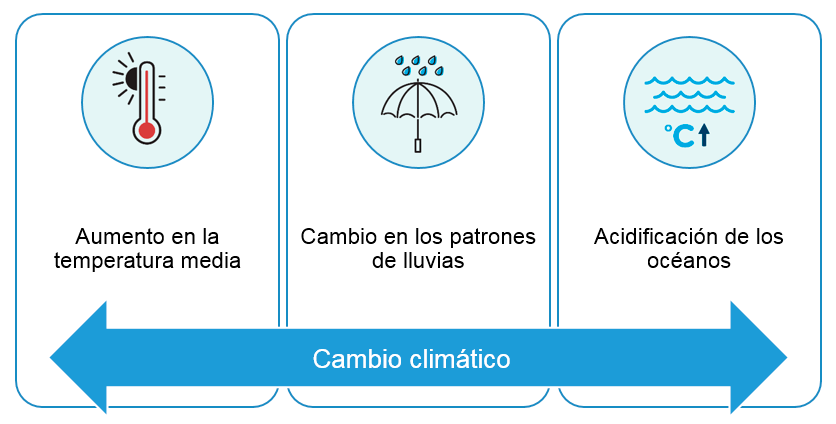 °C
Aumento en la
temperatura media
Cambio en los patrones
de lluvias
Acidificación de los
océanos
Cambio climático